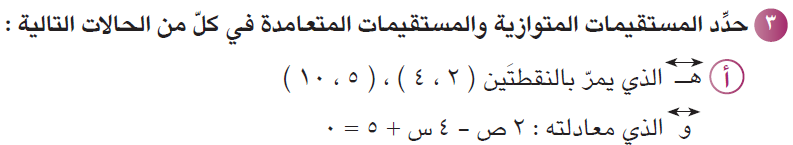 ٣ حدِّد المستقيمات المتوازية والمستقيمات المتعامدة في كلّ من الحالات التالية :
أ هـ الذي يمرّ بالنقطتَين ( ٢ ، ٤ ) ، ( ٥ ، ١٠ )
و الذي معادلته : ٢ ص – ٤ س + ٥ = ٠